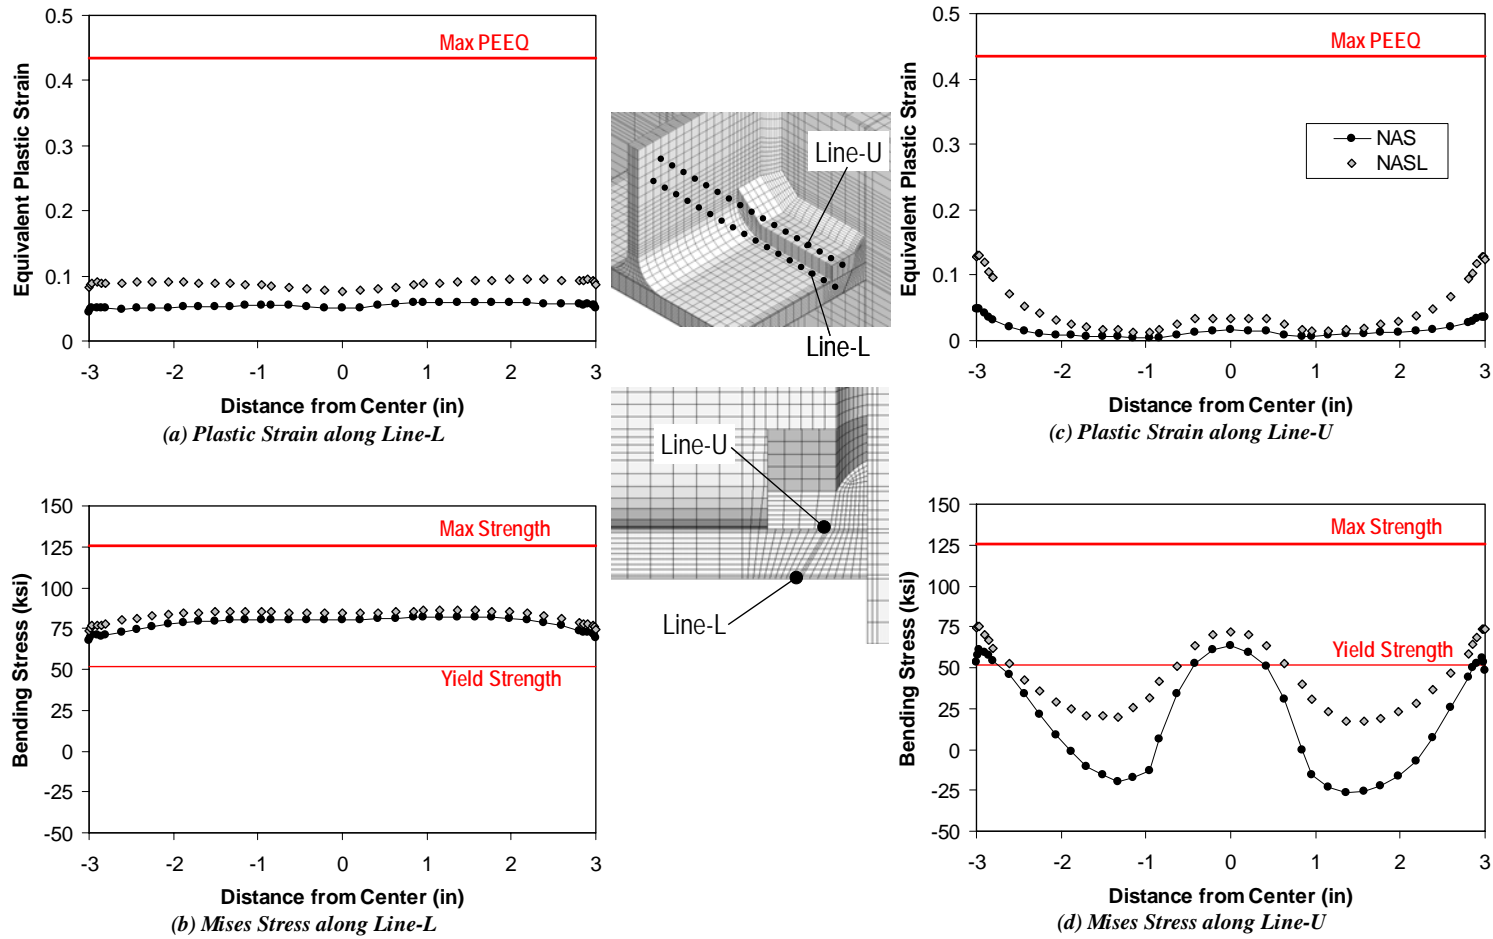 0.5
0.4
0.3
0.2
0.1
0
Equivalent Plastic Strain
Max PEEQ
-3 -2 -1 0 1 2 3
Distance from Center (in)
(a) Plastic Strain along Line-L
150
125
100
75
50
25
0
-25
-50
Bending Stress (ksi)
Max Strength
Yield Strength
-3 -2 -1 0 1 2 3
Distance from Center (in)
(b) Mises Stress along Line-L
Line-U
Line-L
Line-U
Line-L
0.5
0.4
0.3
0.2
0.1
0
Equivalent Plastic Strain
Max PEEQ
NAS
NASL
-3 -2 -1 0 1 2 3
Distance from Center (in)
(c) Plastic Strain along Line-U
150
125
100
75
50
25
0
-25
-50
Bending Stress (ksi)
Max Strength
Yield Strength
-3 -2 -1 0 1 2 3
Distance from Center (in)
(d) Mises Stress along Line-U